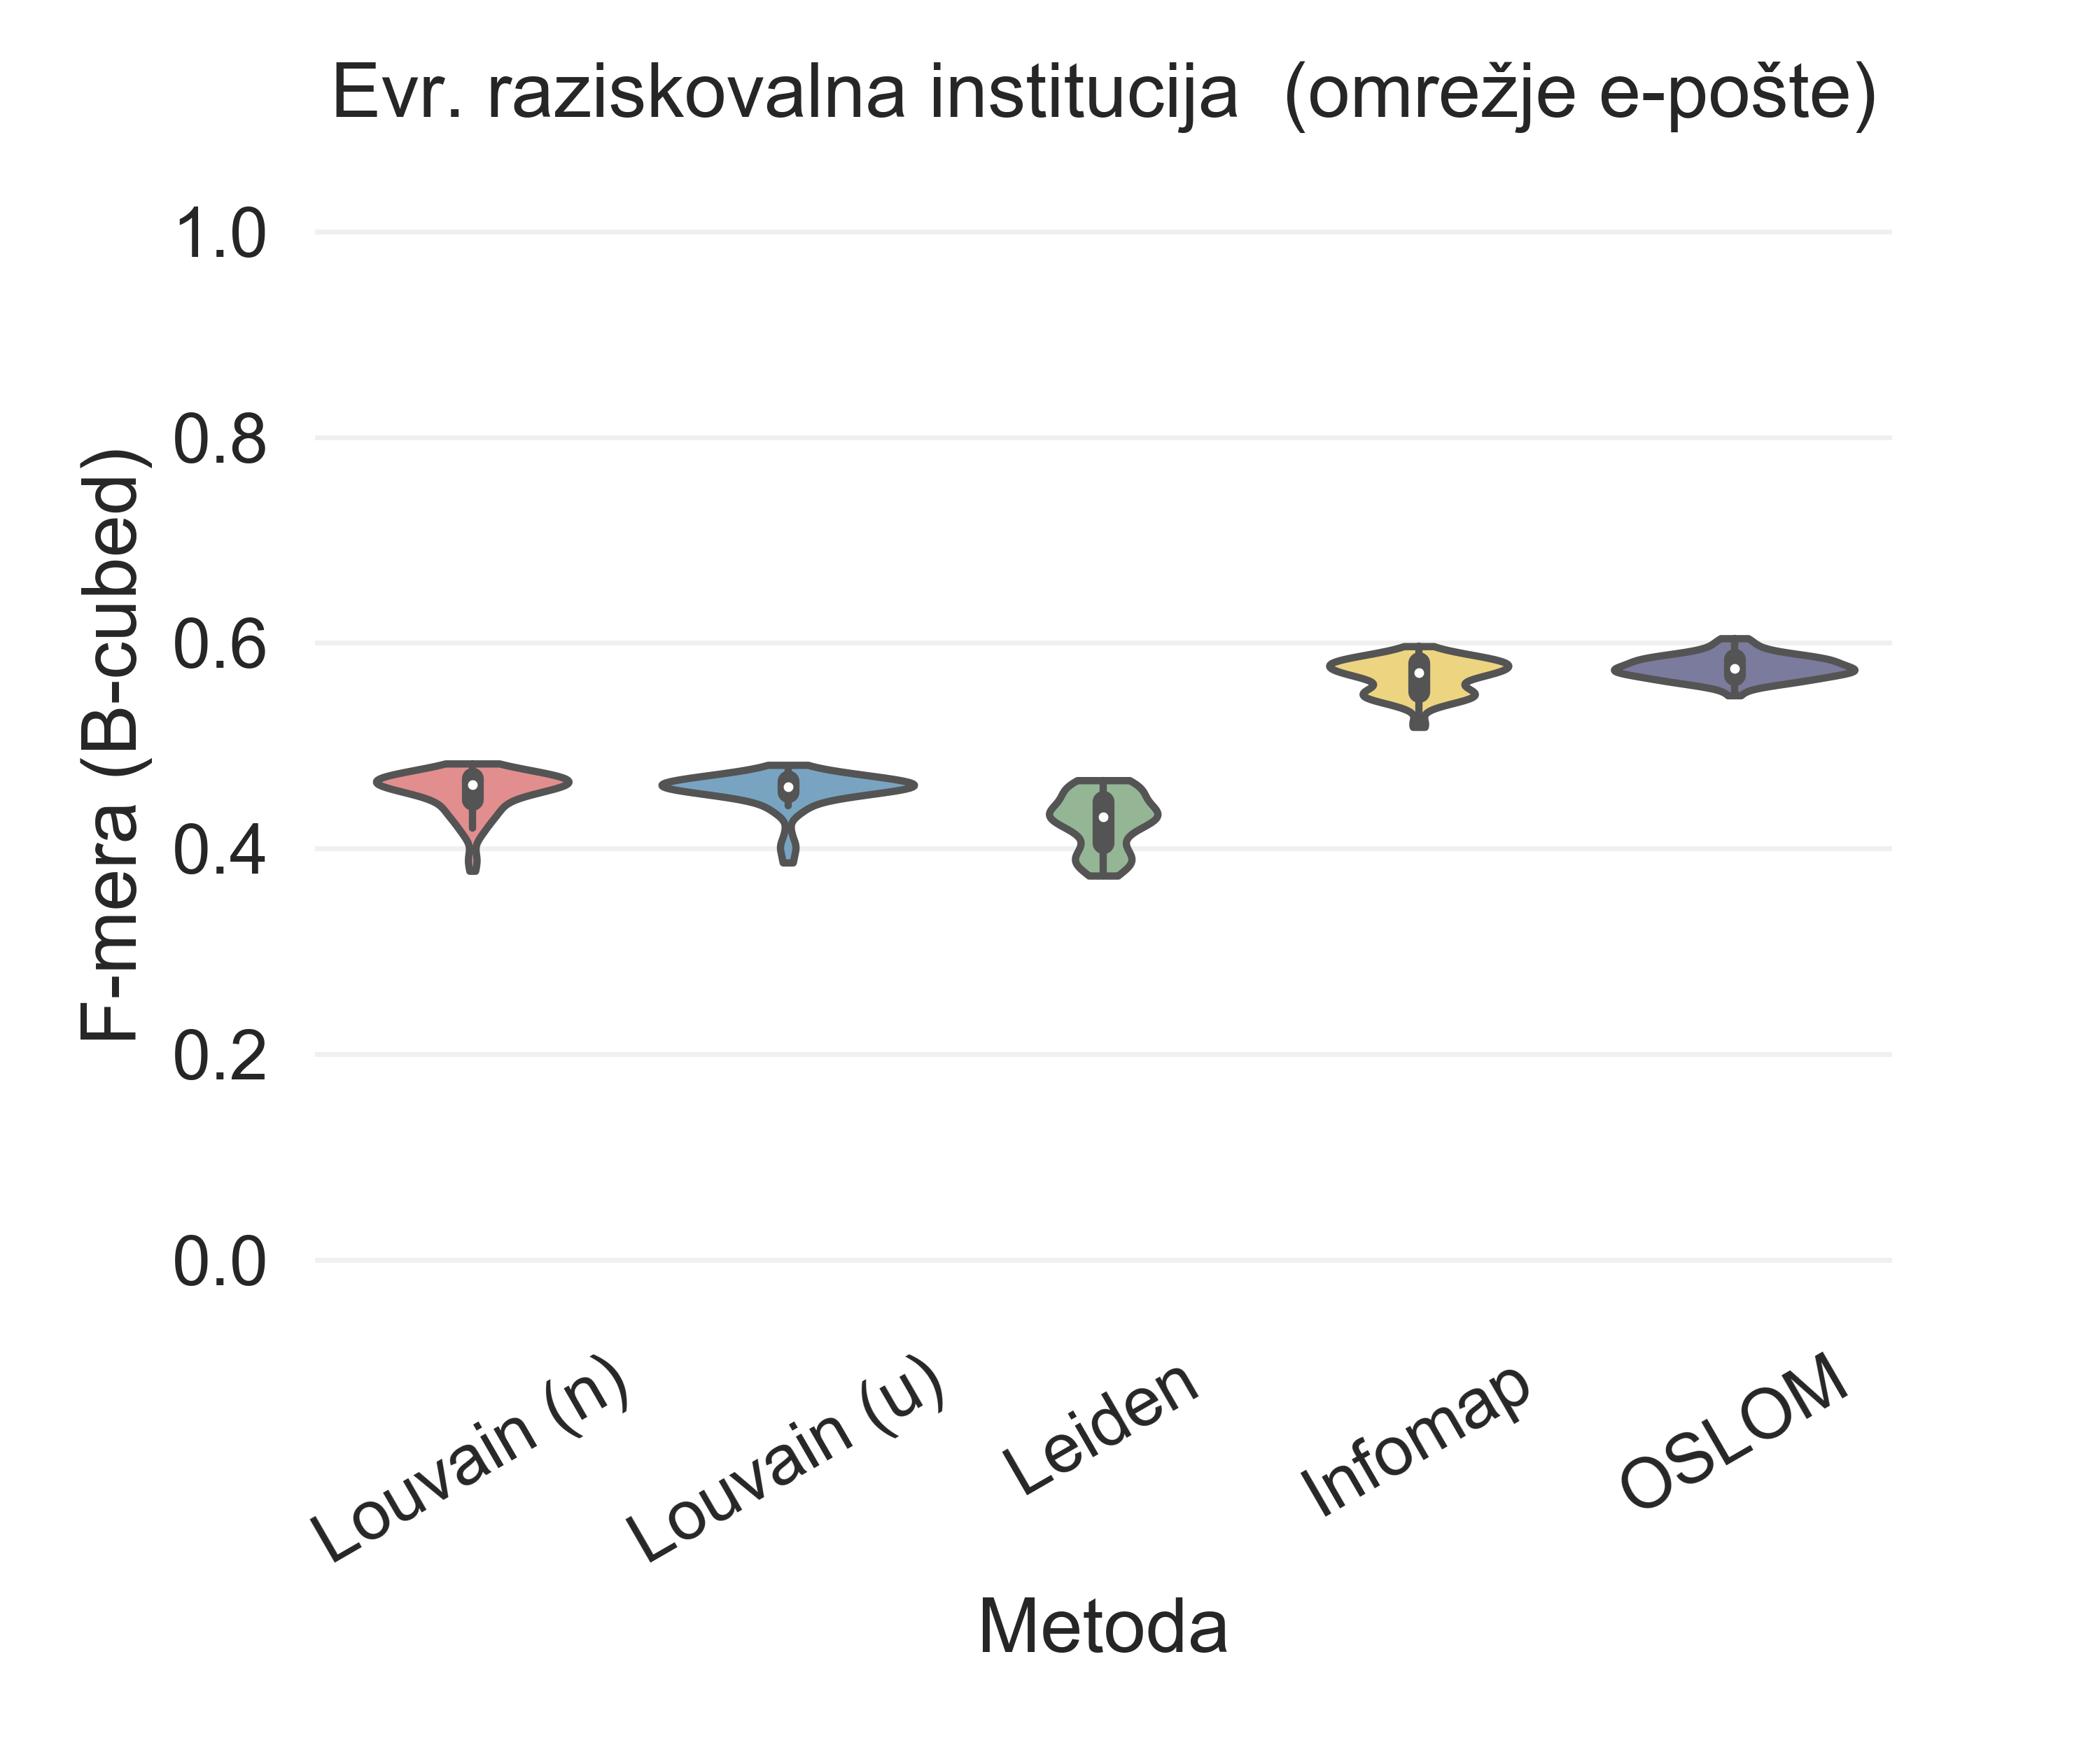 Evr. raziskovalna institucija  (omrežje e-pošte)
F-mera (B-cubed)
1.0
0.8
0.6
0.4
0.2
0.0
Louvain (n)
Louvain (u)
Leiden
Infomap
OSLOM
Metoda